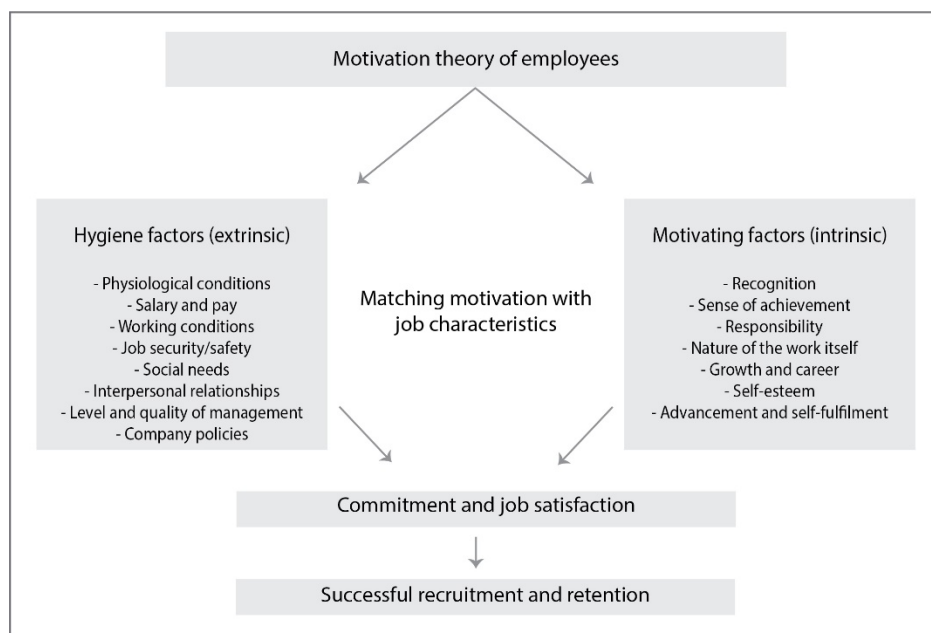 Motivation theory of employees
Hygiene factors (extrinsic)
- Physiological conditions
- Salary and pay
- Working conditions
- Job security/safety
- Social needs
- Interpersonal relationships
- Level and quality of management
- Company policies
Matching motivation with
job characteristics
Motivating factors (intrinsic)
- Recognition
- Sense of achievement
- Responsibility
- Nature of the work itself
- Growth and career
- Self-esteem
- Advancement and self-fulfilment
Commitment and job satisfaction
Successful recruitment and retention